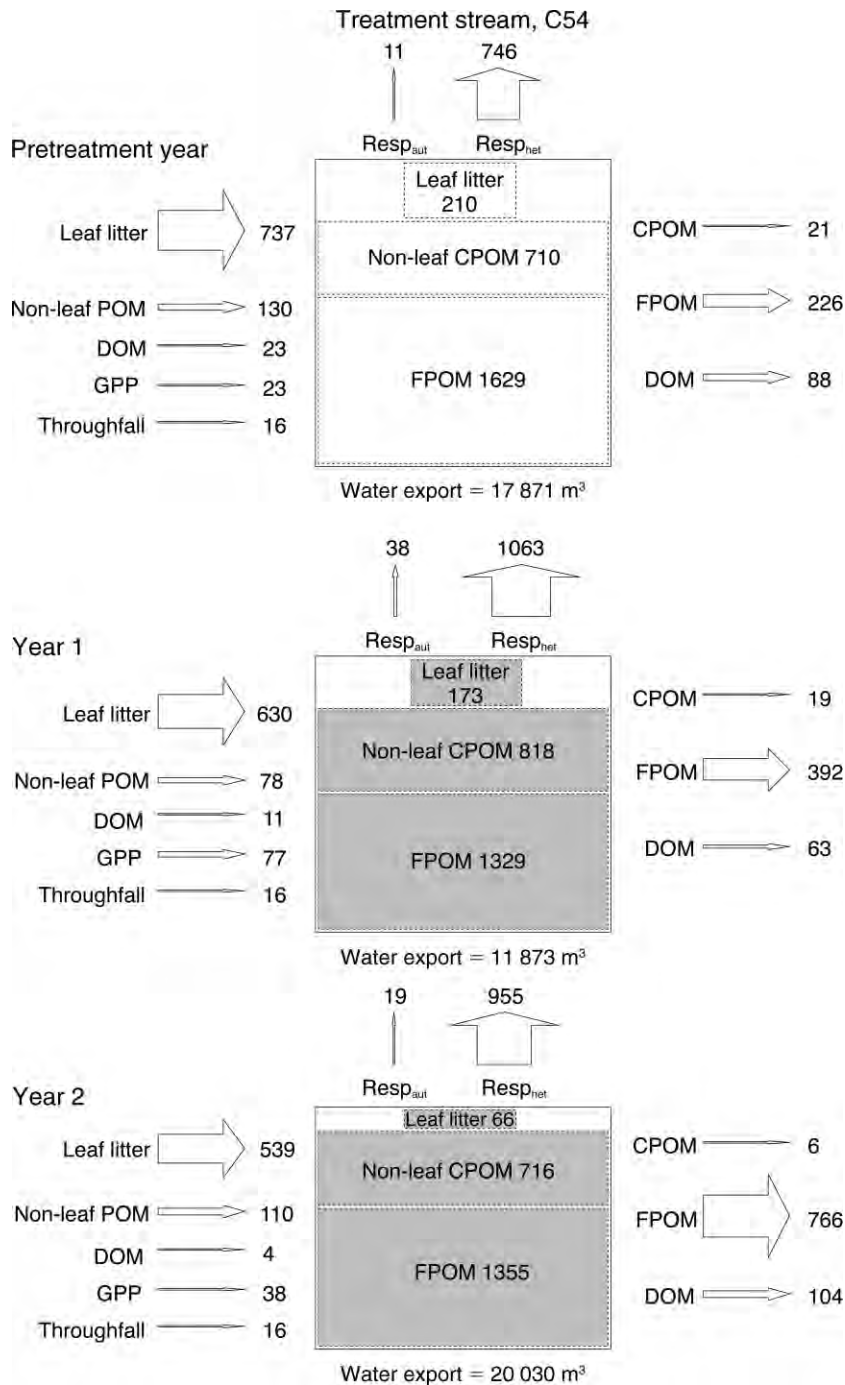 Treatment stream, C54
11 746
Resp_aut Resp_het
Pretreatment year
Leaf litter 737
Non-leaf POM 130
DOM 23
GPP 23
Throughfall 16
Leaf litter
210
Non-leaf CPOM 710
FPOM 1629
CPOM 21
FPOM 226
DOM 88
Water export = 17 871 m³
38 1063
Resp_aut Resp_het
Year 1
Leaf litter 630
Non-leaf POM 78
DOM 11
GPP 77
Throughfall 16
Leaf litter
173
Non-leaf CPOM 818
FPOM 1329
CPOM 19
FPOM 392
DOM 63
Water export = 11 873 m³
19 955
Resp_aut Resp_het
Year 2
Leaf litter 539
Non-leaf POM 110
DOM 4
GPP 38
Throughfall 16
Leaf litter 66
Non-leaf CPOM 716
FPOM 1355
CPOM 6
FPOM 766
DOM 104
Water export = 20 030 m³